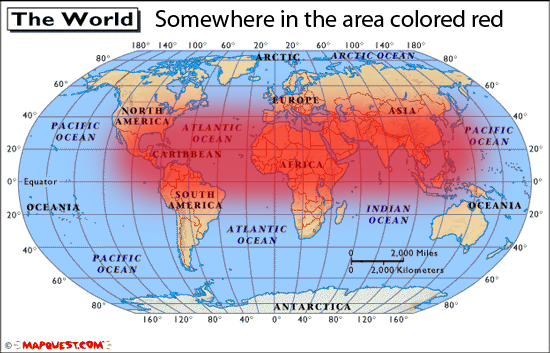 The World
Somewhere in the area colored red
180° 140° 120° 80° 40° 0° 20° 60° 100° 140° 180°
ARCTIC
ARCTIC OCEAN
80° 80°
60° 60°
EUROPE
NORTH
AMERICA
ASIA
40° 40°
PACIFIC
OCEAN
ATLANTIC
OCEAN
PACIFIC
OCEAN
20° 20°
CARIBBEAN
AFRICA
Equator
0° 0°
SOUTH
AMERICA
OCEANIA
INDIAN
OCEAN
OCEANIA
20° 20°
ATLANTIC
OCEAN
40° 40°
PACIFIC
OCEAN
0 2,000 Miles
0 2,000 Kilometers
60° 60°
80° 80°
ANTARCTICA
160° 120° 80° 40° 0° 40° 80° 120° 160°
© MAPQUEST.COM